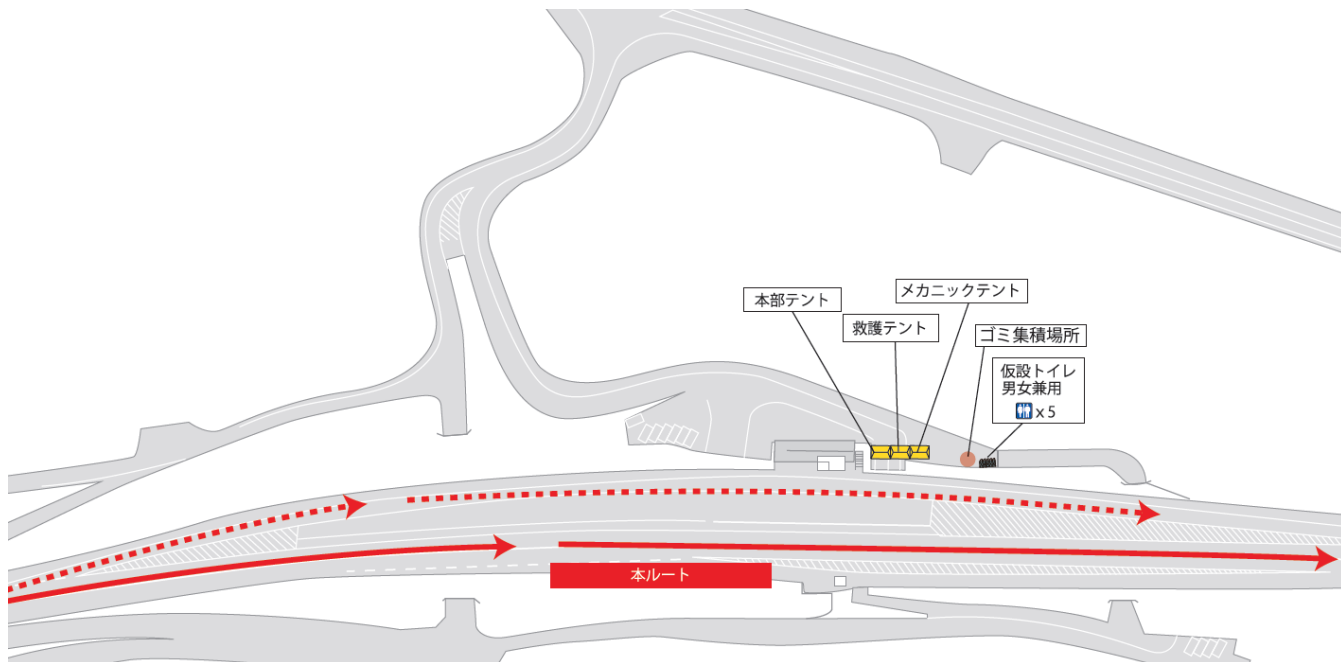 本部テント
メカニックテント
救護テント
ゴミ集積場所
仮設トイレ
男女兼用
x 5
本ルート